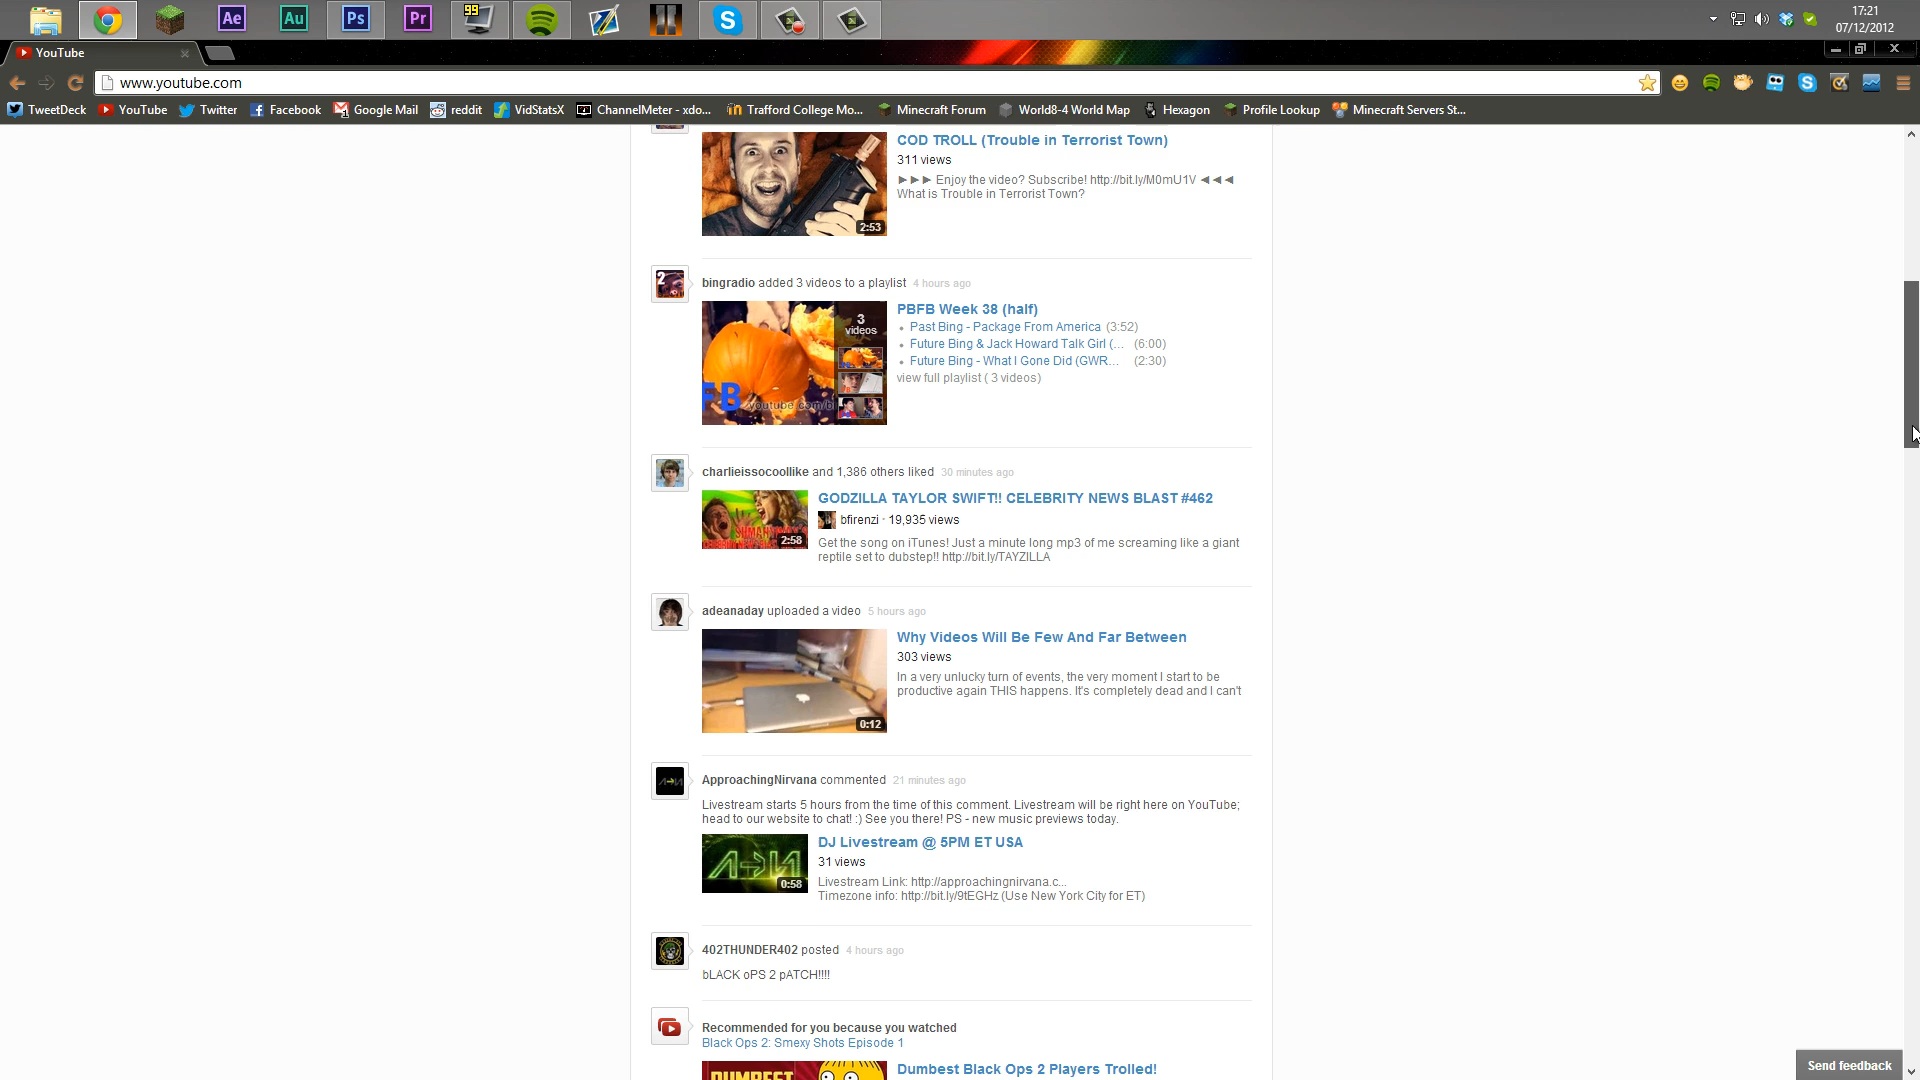 Ae
Au
Ps
Pr
99
17:21
07/12/2012
YouTube
www.youtube.com
TweetDeck YouTube Twitter Facebook Google Mail reddit VidStatsX ChannelMeter - xdo... Trafford College Mo... Minecraft Forum World8-4 World Map Hexagon Profile Lookup Minecraft Servers St...
COD TROLL (Trouble in Terrorist Town)
311 views
►►► Enjoy the video? Subscribe! http://bit.ly/M0mU1V ◄◄◄
What is Trouble in Terrorist Town?
2:53
bingradio added 3 videos to a playlist 4 hours ago
3
videos
PBFB Week 38 (half)
• Past Bing - Package From America (3:52)
• Future Bing & Jack Howard Talk Girl (... (6:00)
• Future Bing - What I Gone Did (GWR... (2:30)
view full playlist ( 3 videos)
FB youtube.com/bi
charlieissocoollike and 1,386 others liked 30 minutes ago
GODZILLA TAYLOR SWIFT!! CELEBRITY NEWS BLAST #462
bfirenzi · 19,935 views
2:58
Get the song on iTunes! Just a minute long mp3 of me screaming like a giant
reptile set to dubstep!! http://bit.ly/TAYZILLA
adeanaday uploaded a video 5 hours ago
Why Videos Will Be Few And Far Between
303 views
In a very unlucky turn of events, the very moment I start to be
productive again THIS happens. It's completely dead and I can't
0:12
ApproachingNirvana commented 21 minutes ago
Livestream starts 5 hours from the time of this comment. Livestream will be right here on YouTube;
head to our website to chat! :) See you there! PS - new music previews today.
DJ Livestream @ 5PM ET USA
31 views
0:58
Livestream Link: http://approachingnirvana.c...
Timezone info: http://bit.ly/9tEGHz (Use New York City for ET)
402THUNDER402 posted 4 hours ago
bLACK oPS 2 pATCH!!!!
Recommended for you because you watched
Black Ops 2: Smexy Shots Episode 1
DUMBEST
Dumbest Black Ops 2 Players Trolled!
Send feedback